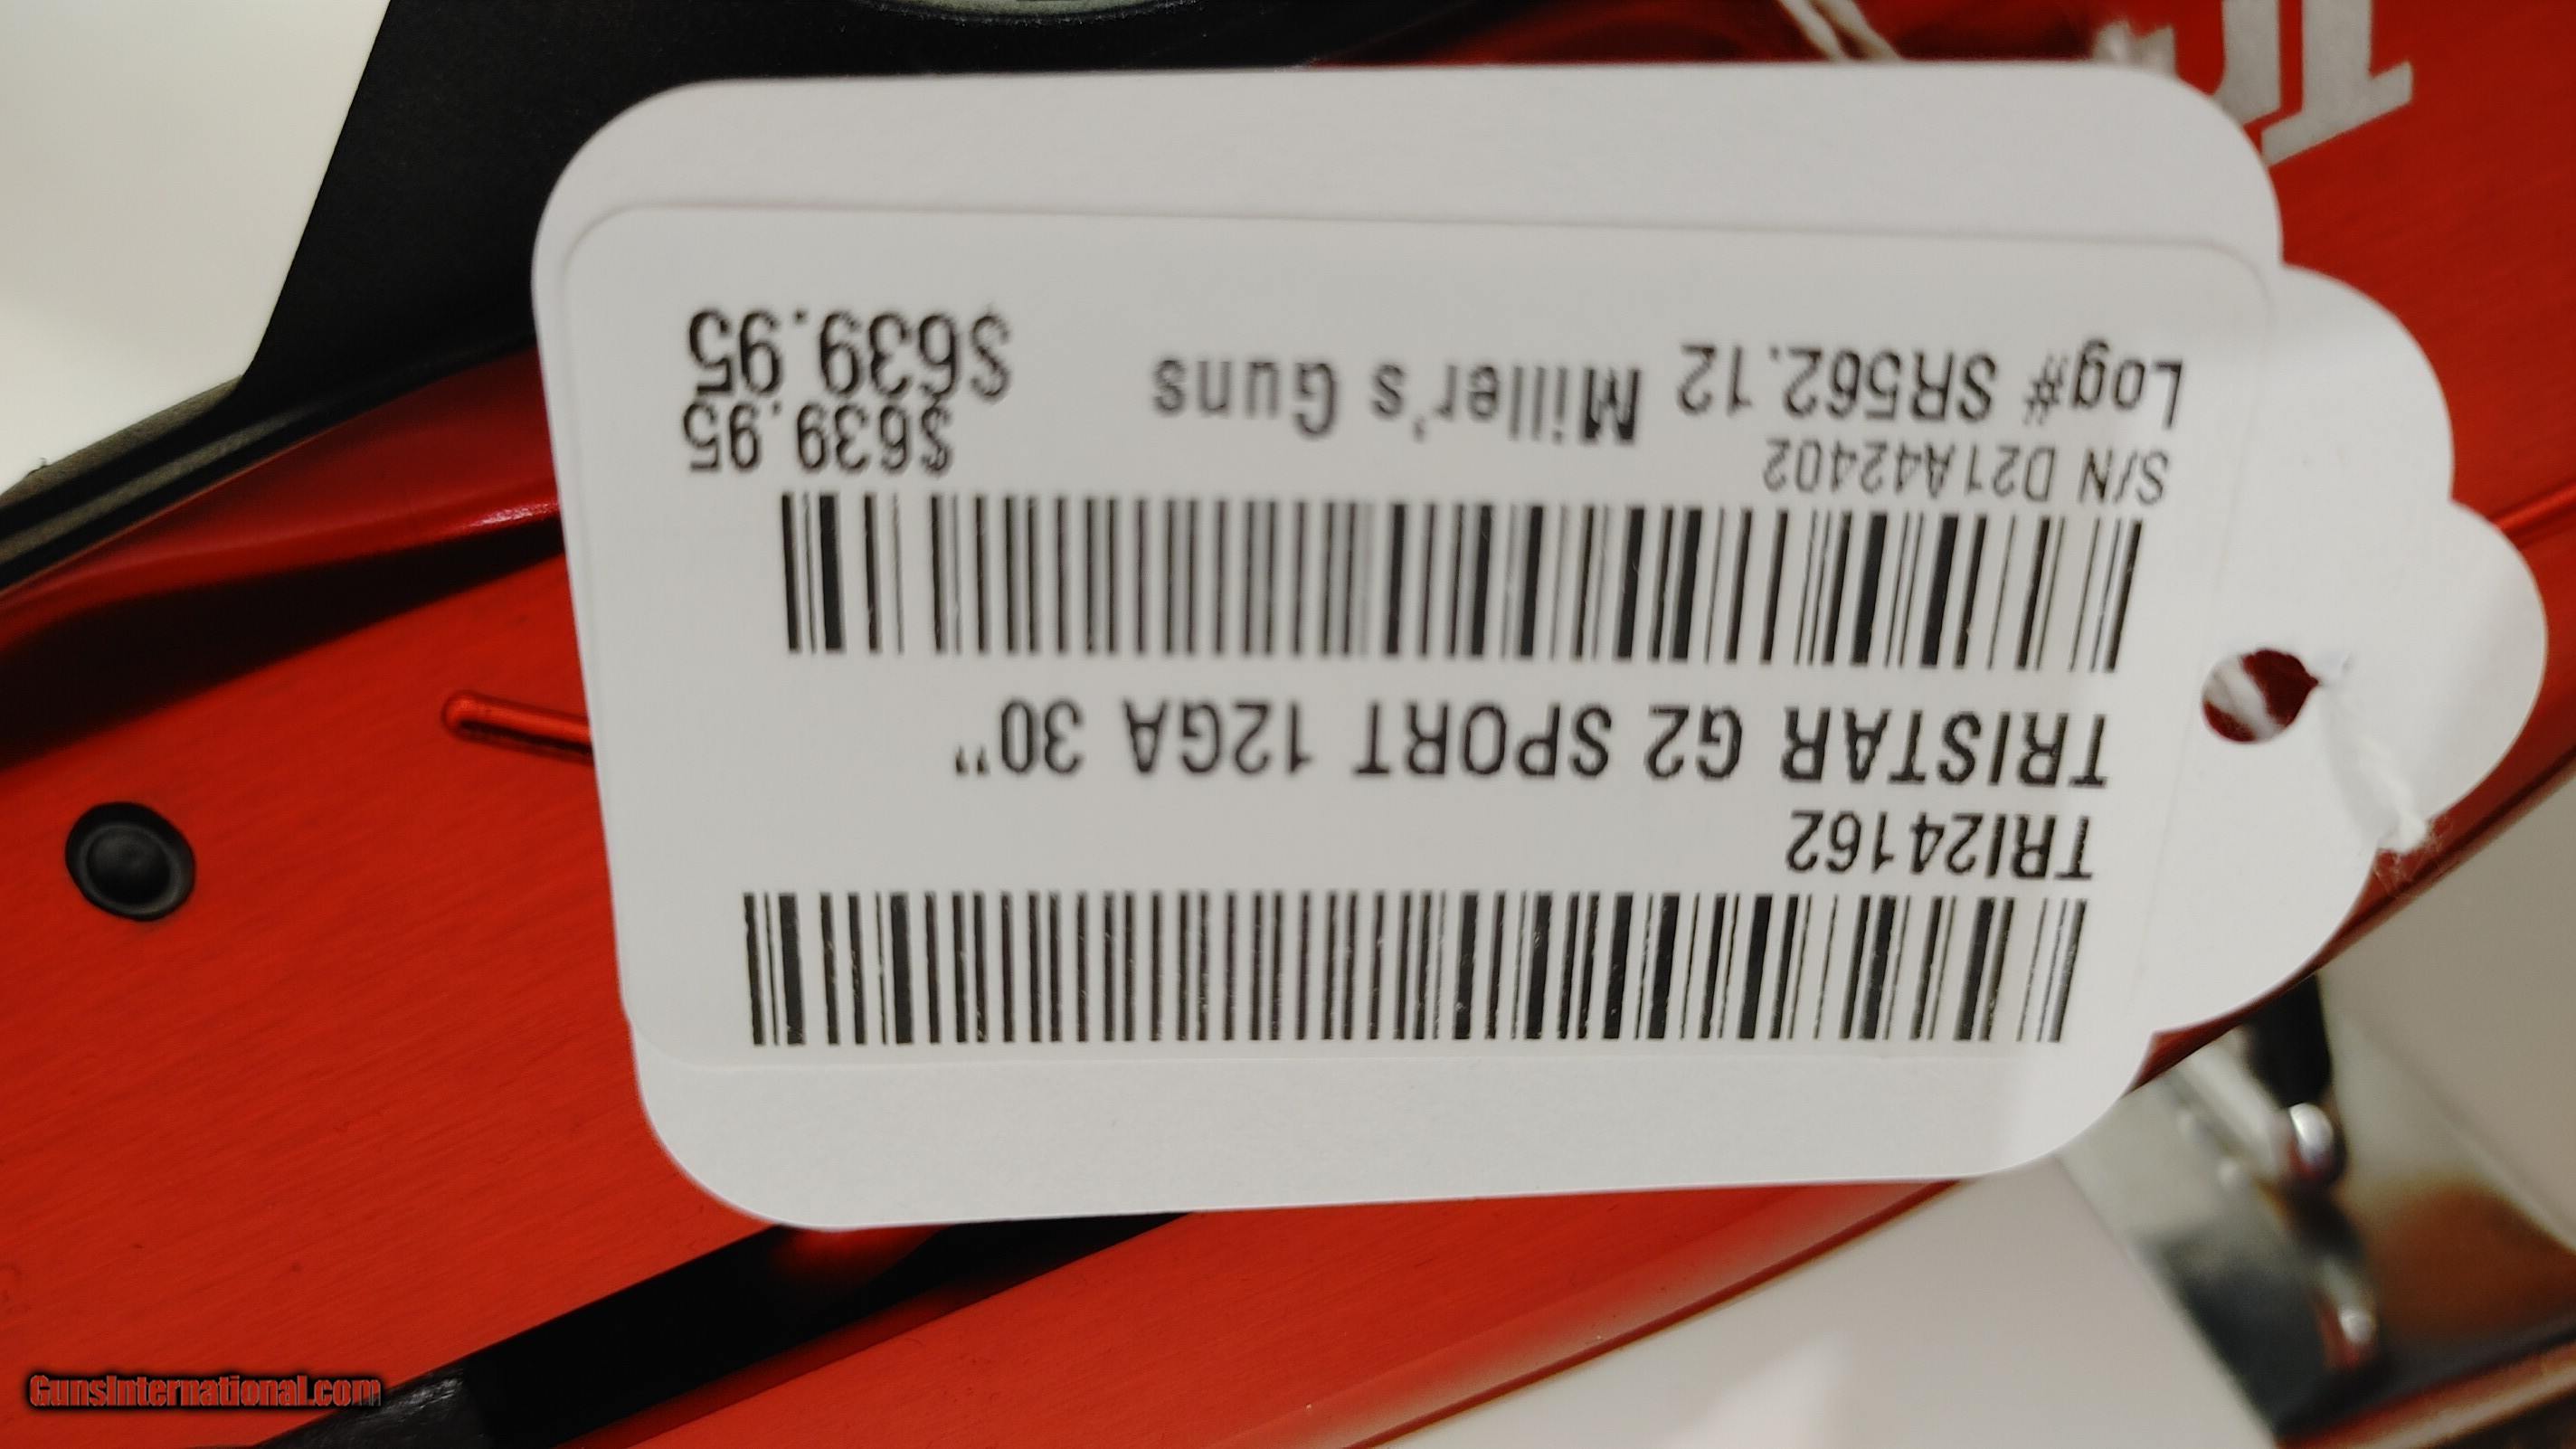 TRI24162
TRISTAR G2 SPORT 12GA 30"
S/N D21A42402 $639.95
Log# SR562.12 Miller's Guns $639.95
GunsInternational.com